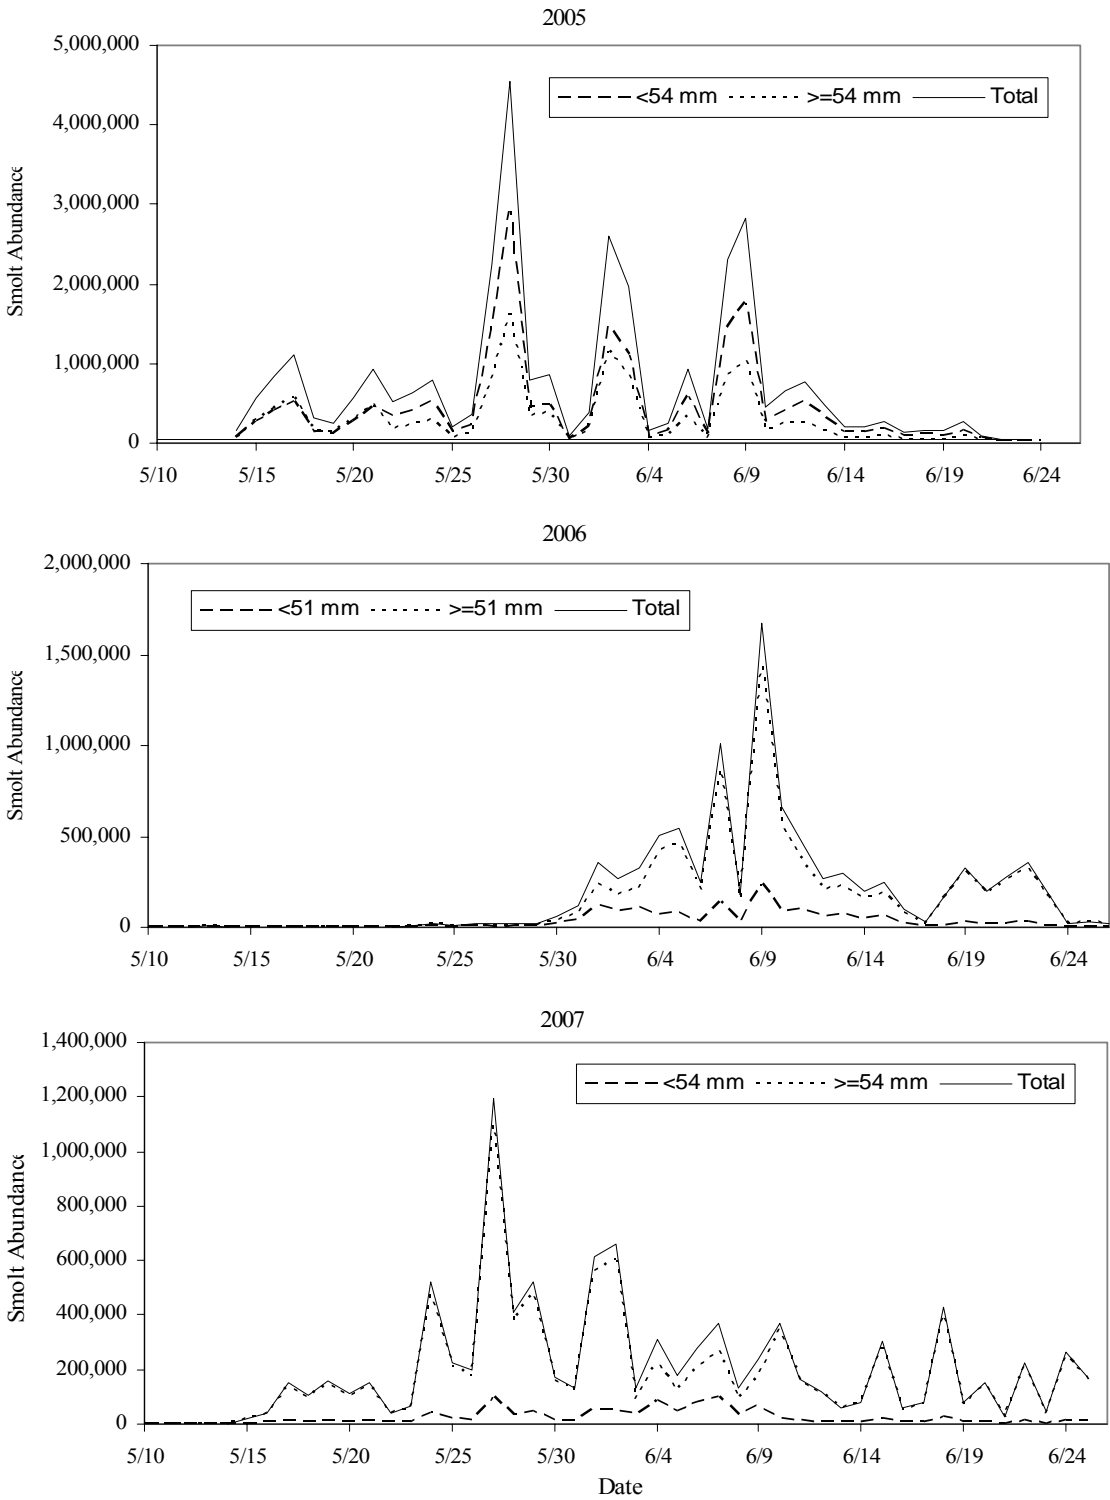 2005
5,000,000
4,000,000
3,000,000
2,000,000
1,000,000
0
Smolt Abundance
<54 mm >=54 mm Total
5/10 5/15 5/20 5/25 5/30 6/4 6/9 6/14 6/19 6/24
2006
2,000,000
1,500,000
1,000,000
500,000
0
Smolt Abundance
<51 mm >=51 mm Total
5/10 5/15 5/20 5/25 5/30 6/4 6/9 6/14 6/19 6/24
2007
1,400,000
1,200,000
1,000,000
800,000
600,000
400,000
200,000
0
Smolt Abundance
<54 mm >=54 mm Total
5/10 5/15 5/20 5/25 5/30 6/4 6/9 6/14 6/19 6/24
Date